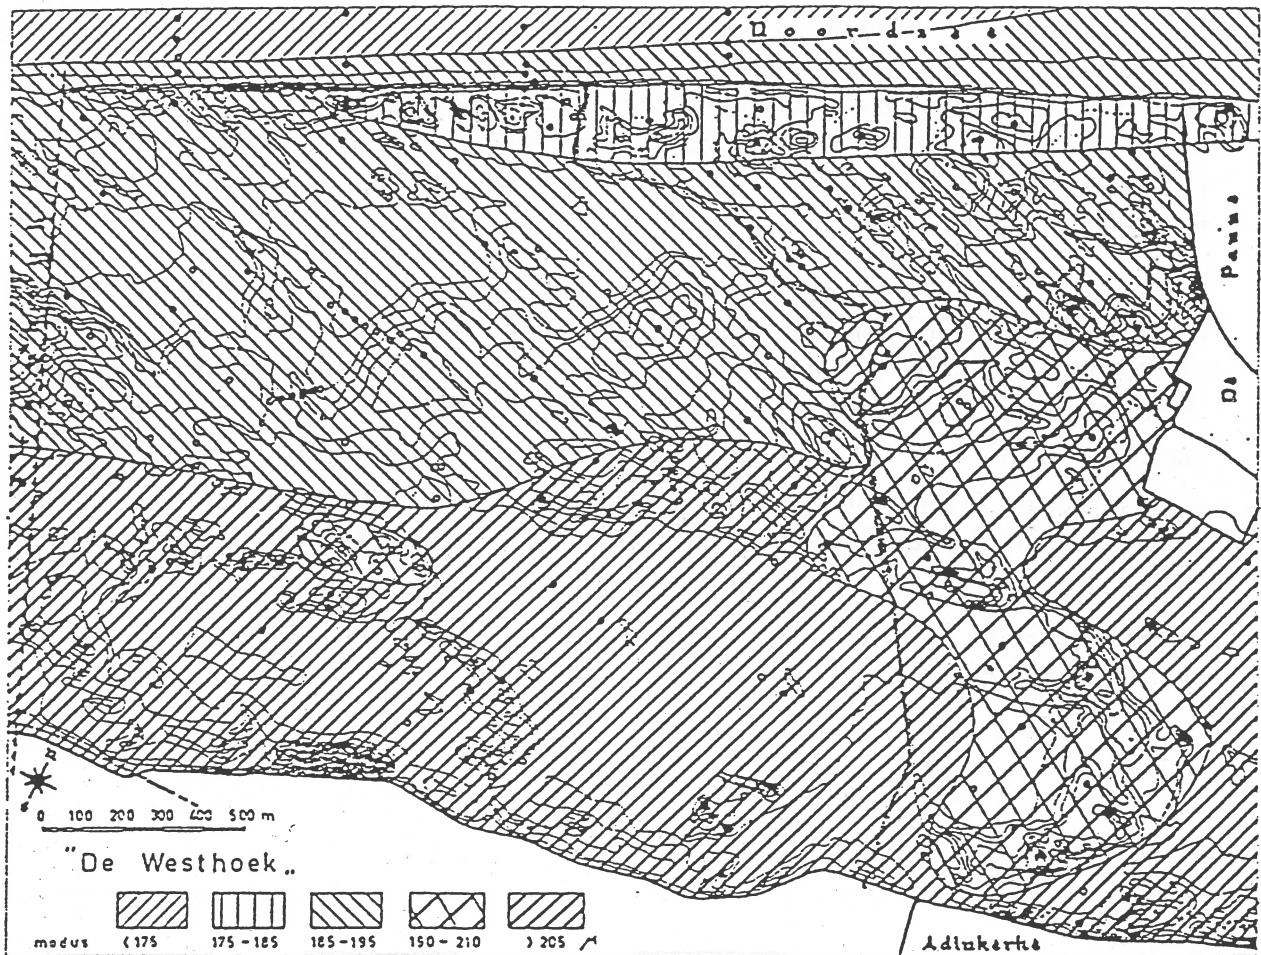 Noordzee
De Panne
0 100 200 300 400 500 m
"De Westhoek„
modus <175 175-185 185-195 190-210 >205 μ
Adinkerke